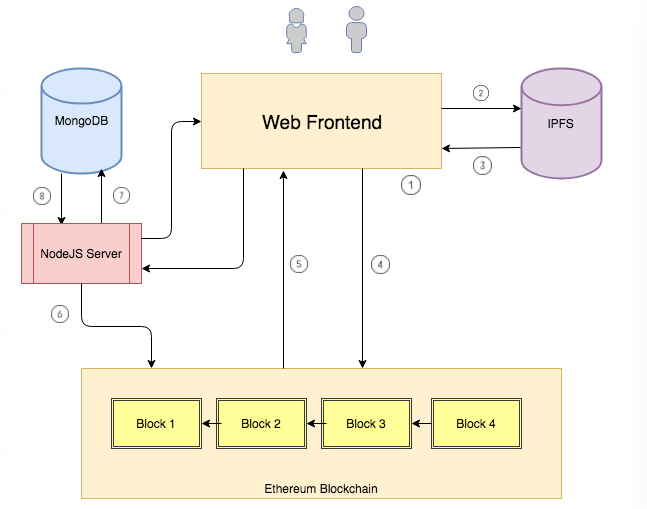 Web Frontend
2
MongoDB
IPFS
3
1
8
7
NodeJS Server
5
4
6
Block 1
Block 2
Block 3
Block 4
Ethereum Blockchain